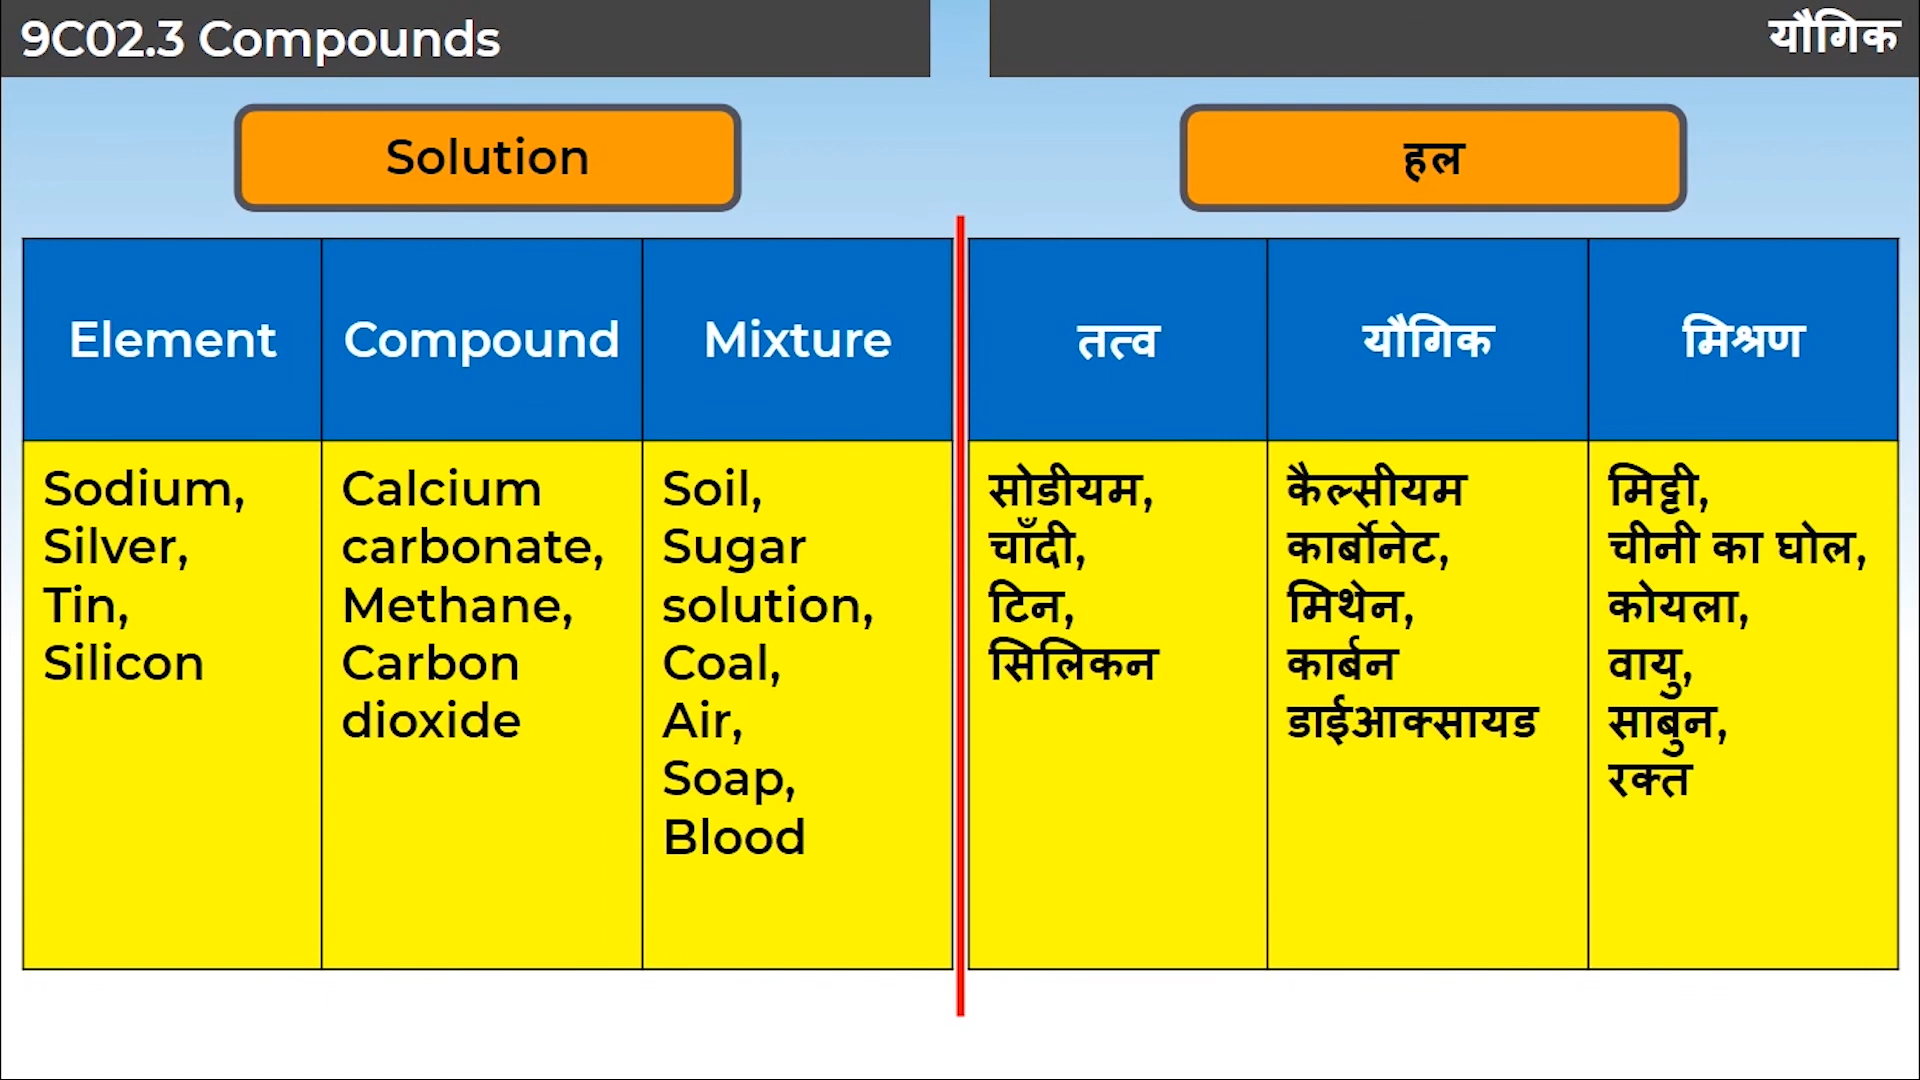 9C02.3 Compounds
यौगिक
Solution
हल
Element
Compound
Mixture
Sodium,
Silver,
Tin,
Silicon
Calcium
carbonate,
Methane,
Carbon
dioxide
Soil,
Sugar
solution,
Coal,
Air,
Soap,
Blood
तत्व
यौगिक
मिश्रण
सोडीयम,
चाँदी,
टिन,
सिलिकन
कैल्सीयम
कार्बोनेट,
मिथेन,
कार्बन
डाईआक्सायड
मिट्टी,
चीनी का घोल,
कोयला,
वायु,
साबुन,
रक्त